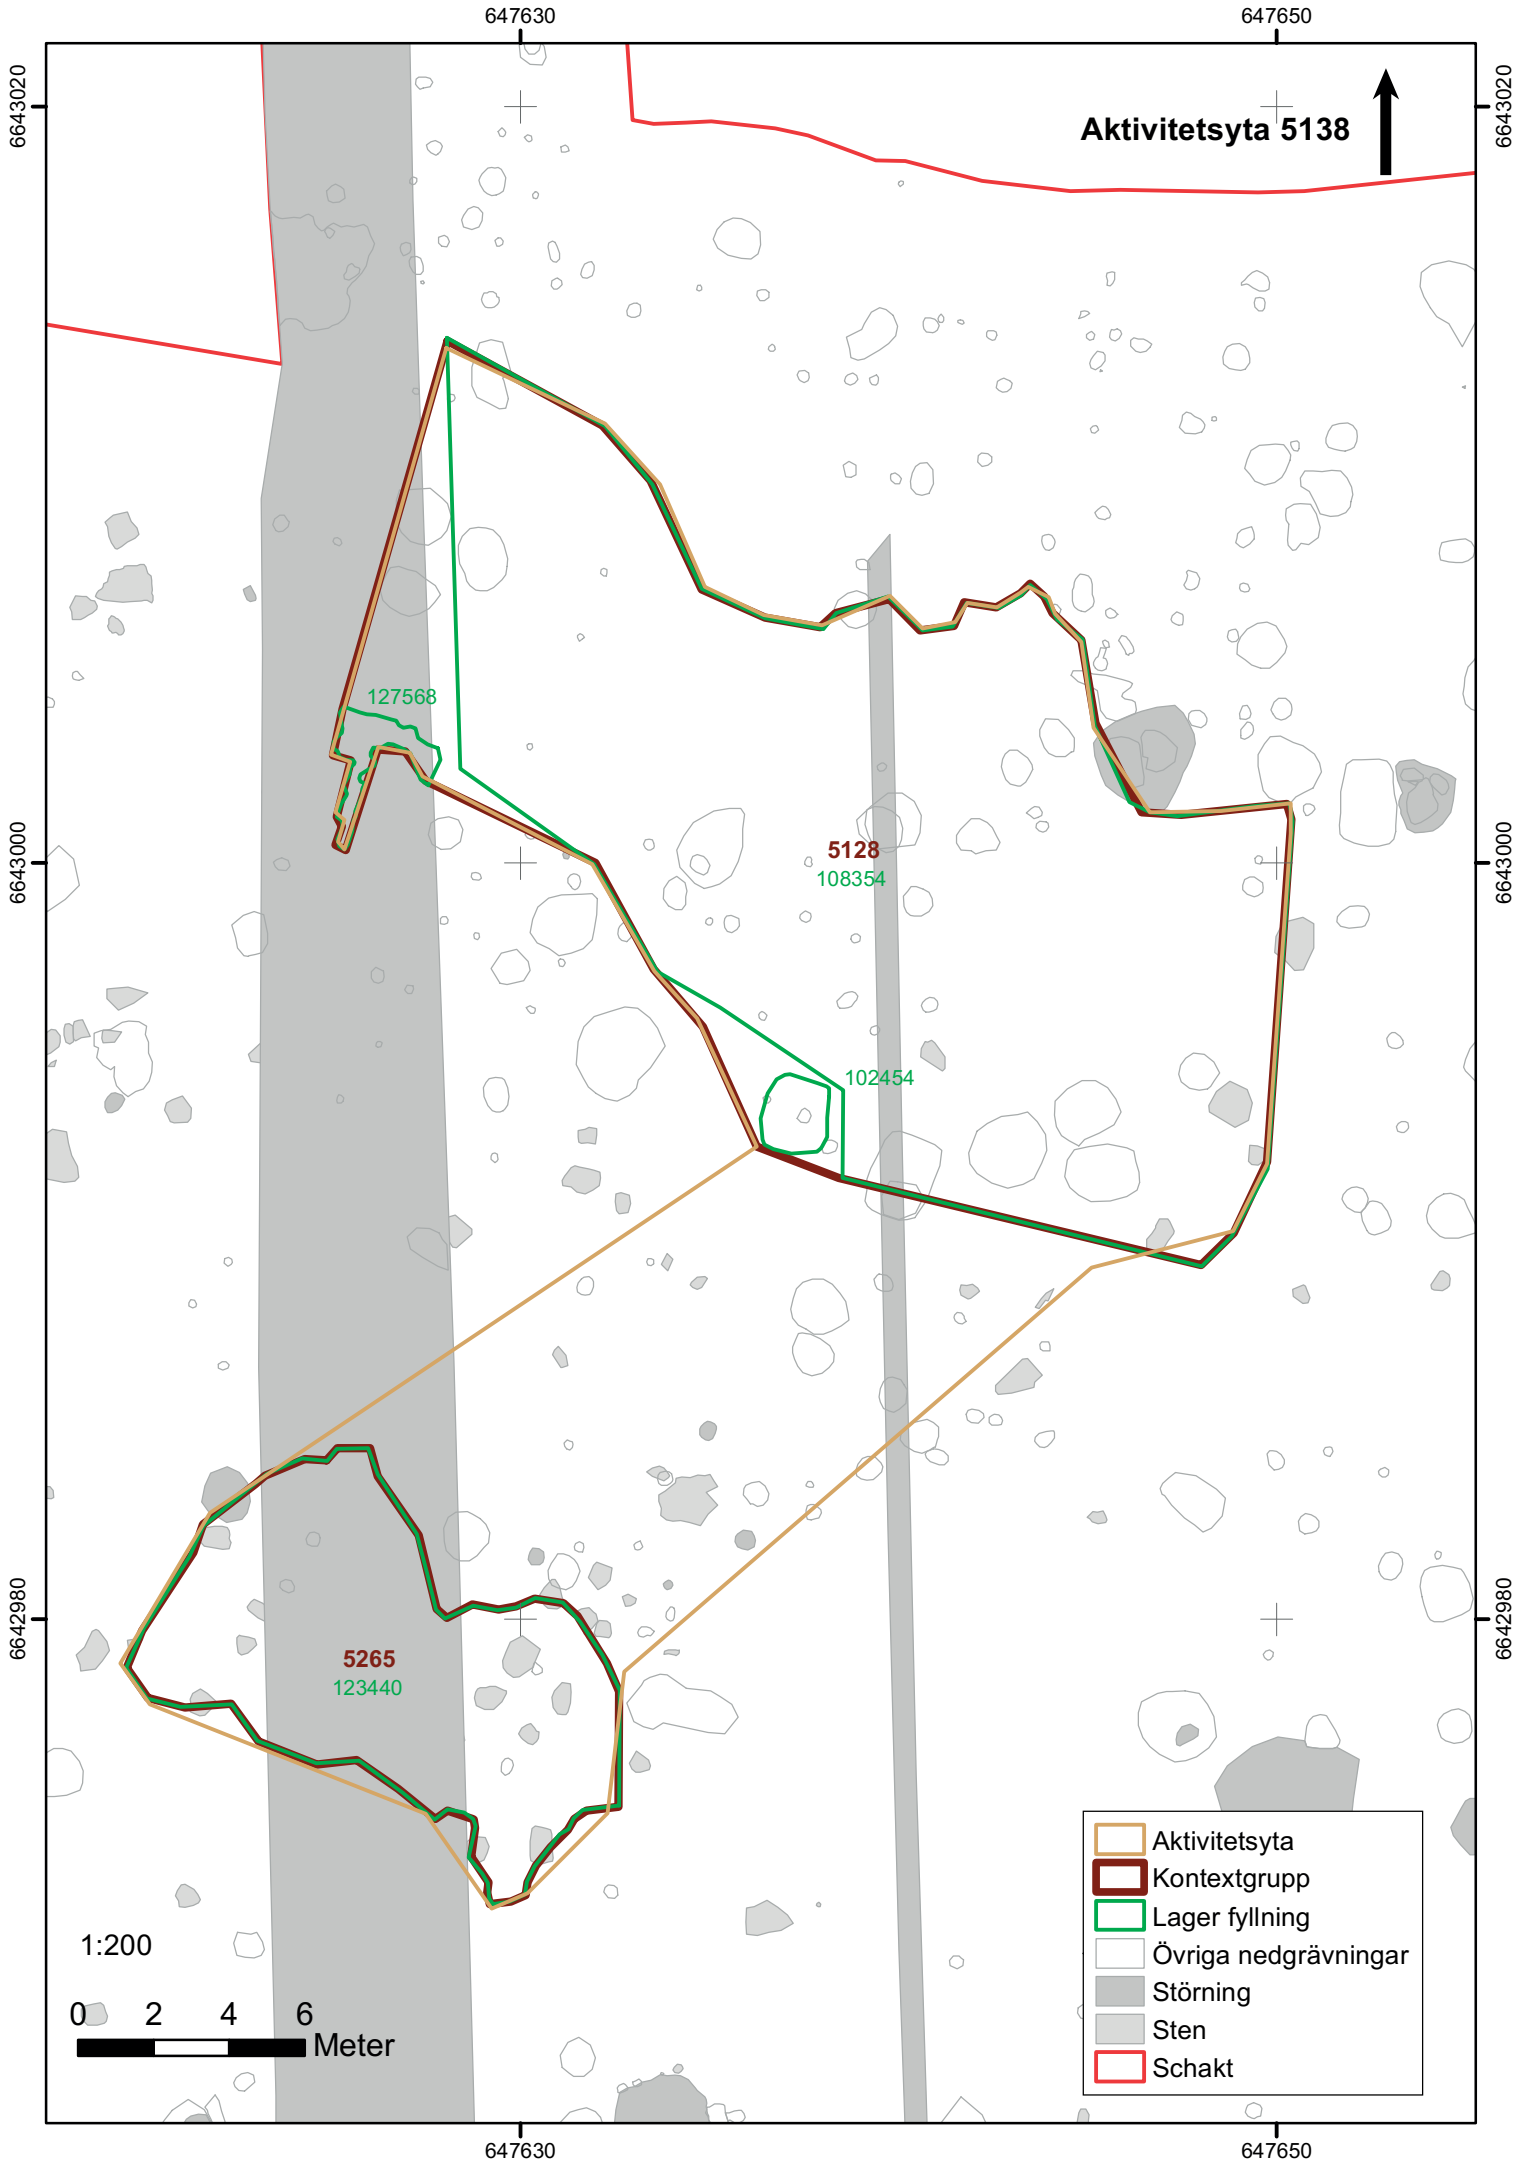 647630
647650
6643020
6643020
Aktivitetsyta 5138
127568
5128
108354
6643000
6643000
102454
6642980
6642980
5265
123440
Aktivitetsyta
Kontextgrupp
Lager fyllning
Övriga nedgrävningar
Störning
Sten
Schakt
1:200
0 2 4 6
Meter
647630
647650